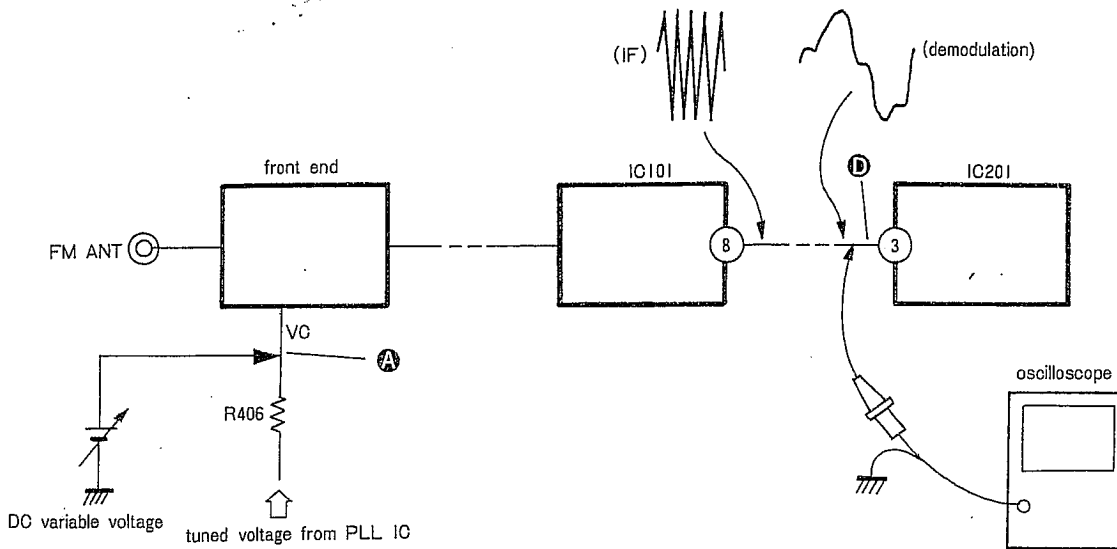 (IF)
(demodulation)
D
front end
IC101
IC201
FM ANT
8
3
VC
A
R406
oscilloscope
DC variable voltage
tuned voltage from PLL IC